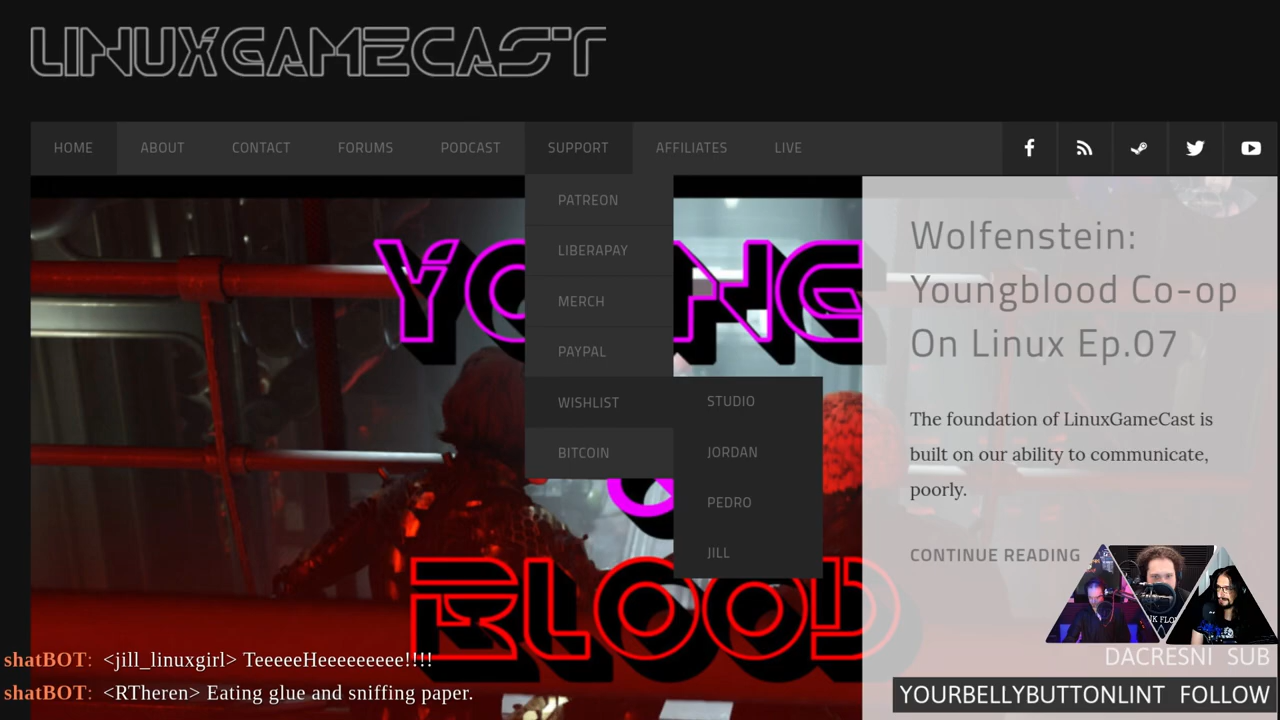 LINUXGAMECAST
HOME ABOUT CONTACT FORUMS PODCAST SUPPORT AFFILIATES LIVE
PATREON
LIBERAPAY
MERCH
PAYPAL
WISHLIST
BITCOIN
STUDIO
JORDAN
PEDRO
JILL
YOUNG
&
BLOOD
Wolfenstein:
Youngblood Co-op
On Linux Ep.07
The foundation of LinuxGameCast is
built on our ability to communicate,
poorly.
CONTINUE READING
shatBOT: <jill_linuxgirl> TeeeeeHeeeeeeeee!!!!
shatBOT: <RTheren> Eating glue and sniffing paper.
DACRESNI SUB
YOURBELLYBUTTONLINT FOLLOW